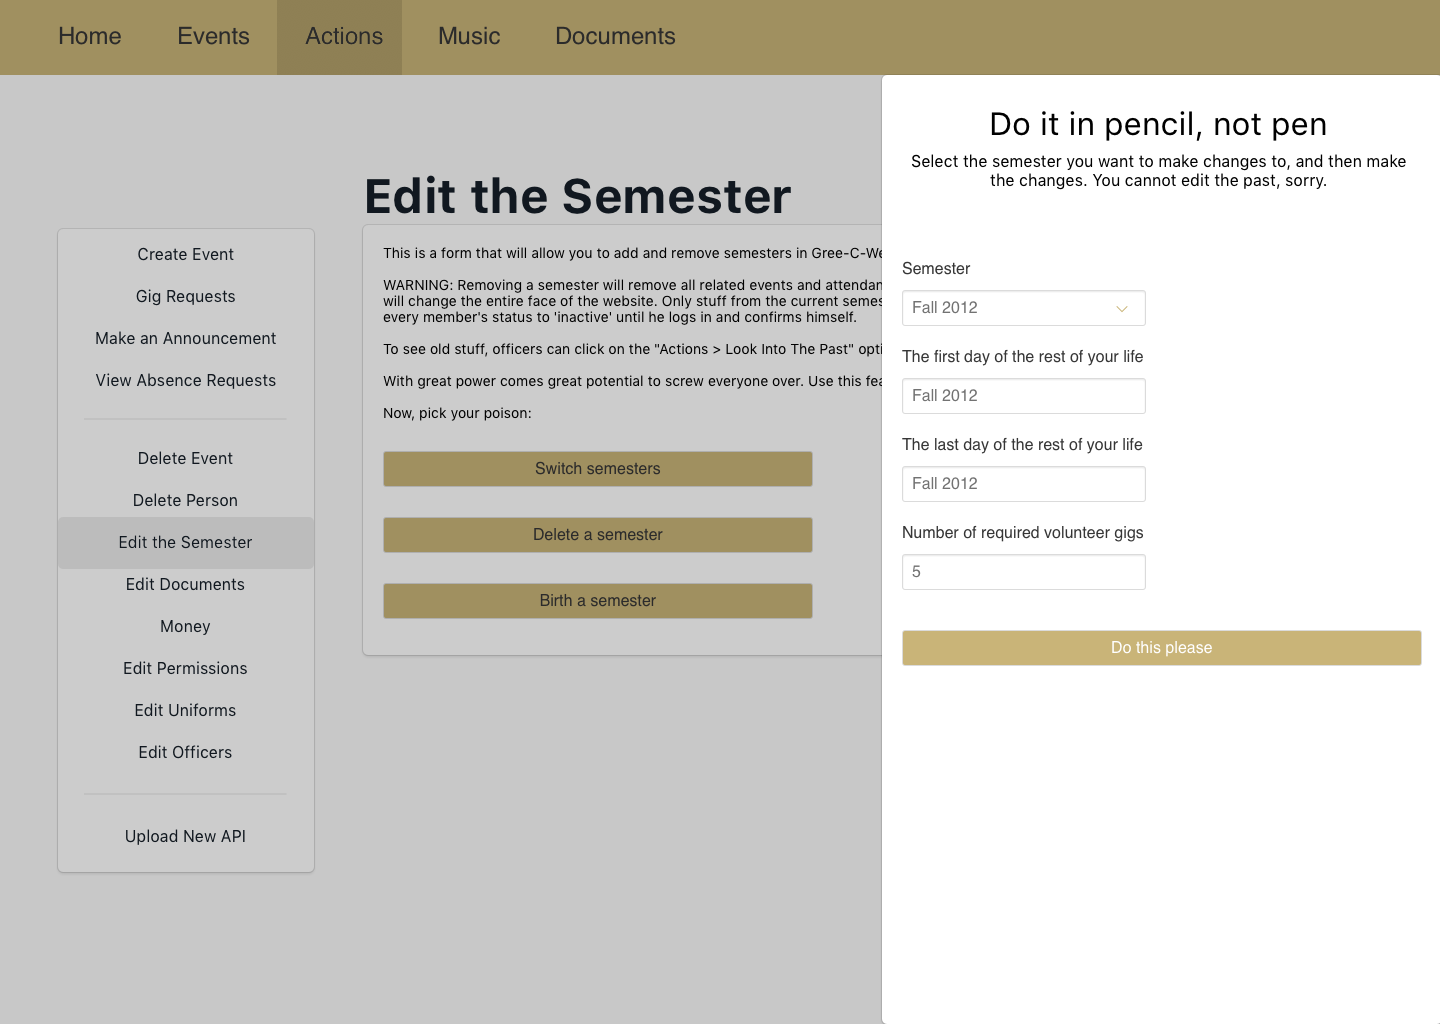 Home Events Actions Music Documents
Edit the Semester
Create Event
Gig Requests
Make an Announcement
View Absence Requests
Delete Event
Delete Person
Edit the Semester
Edit Documents
Money
Edit Permissions
Edit Uniforms
Edit Officers
Upload New API
This is a form that will allow you to add and remove semesters in Gree-C-We
WARNING: Removing a semester will remove all related events and attendan
will change the entire face of the website. Only stuff from the current semes
every member's status to 'inactive' until he logs in and confirms himself.
To see old stuff, officers can click on the "Actions > Look Into The Past" opti
With great power comes great potential to screw everyone over. Use this fea
Now, pick your poison:
Switch semesters
Delete a semester
Birth a semester
Do it in pencil, not pen
Select the semester you want to make changes to, and then make
the changes. You cannot edit the past, sorry.
Semester
Fall 2012
The first day of the rest of your life
Fall 2012
The last day of the rest of your life
Fall 2012
Number of required volunteer gigs
5
Do this please